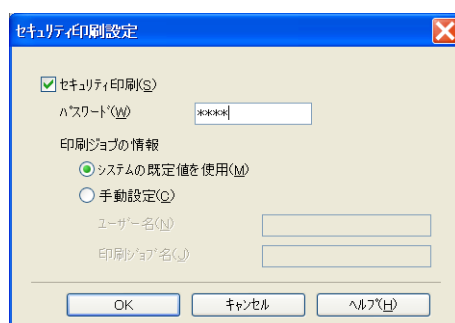 セキュリティ印刷設定
セキュリティ印刷(S)
パスワード(W) ****
印刷ジョブの情報
システムの既定値を使用(M)
手動設定(C)
ユーザー名(N)
印刷ジョブ名(J)
OK キャンセル ヘルプ(H)